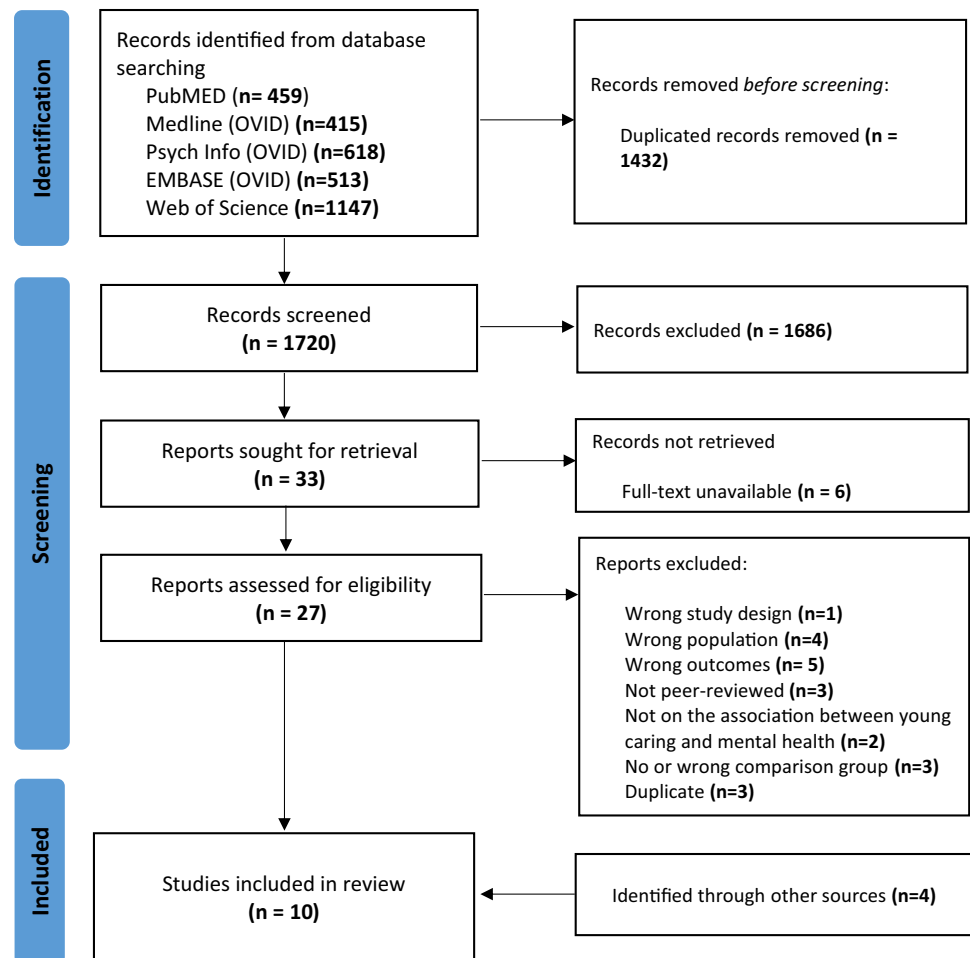 Identification
Records identified from database
searching
PubMED (n= 459)
Medline (OVID) (n=415)
Psych Info (OVID) (n=618)
EMBASE (OVID) (n=513)
Web of Science (n=1147)
Records removed before screening:
Duplicated records removed (n =
1432)
Screening
Records screened
(n = 1720)
Records excluded (n = 1686)
Reports sought for retrieval
(n = 33)
Records not retrieved
Full-text unavailable (n = 6)
Reports assessed for eligibility
(n = 27)
Reports excluded:
Wrong study design (n=1)
Wrong population (n=4)
Wrong outcomes (n= 5)
Not peer-reviewed (n=3)
Not on the association between young
caring and mental health (n=2)
No or wrong comparison group (n=3)
Duplicate (n=3)
Included
Studies included in review
(n = 10)
Identified through other sources (n=4)